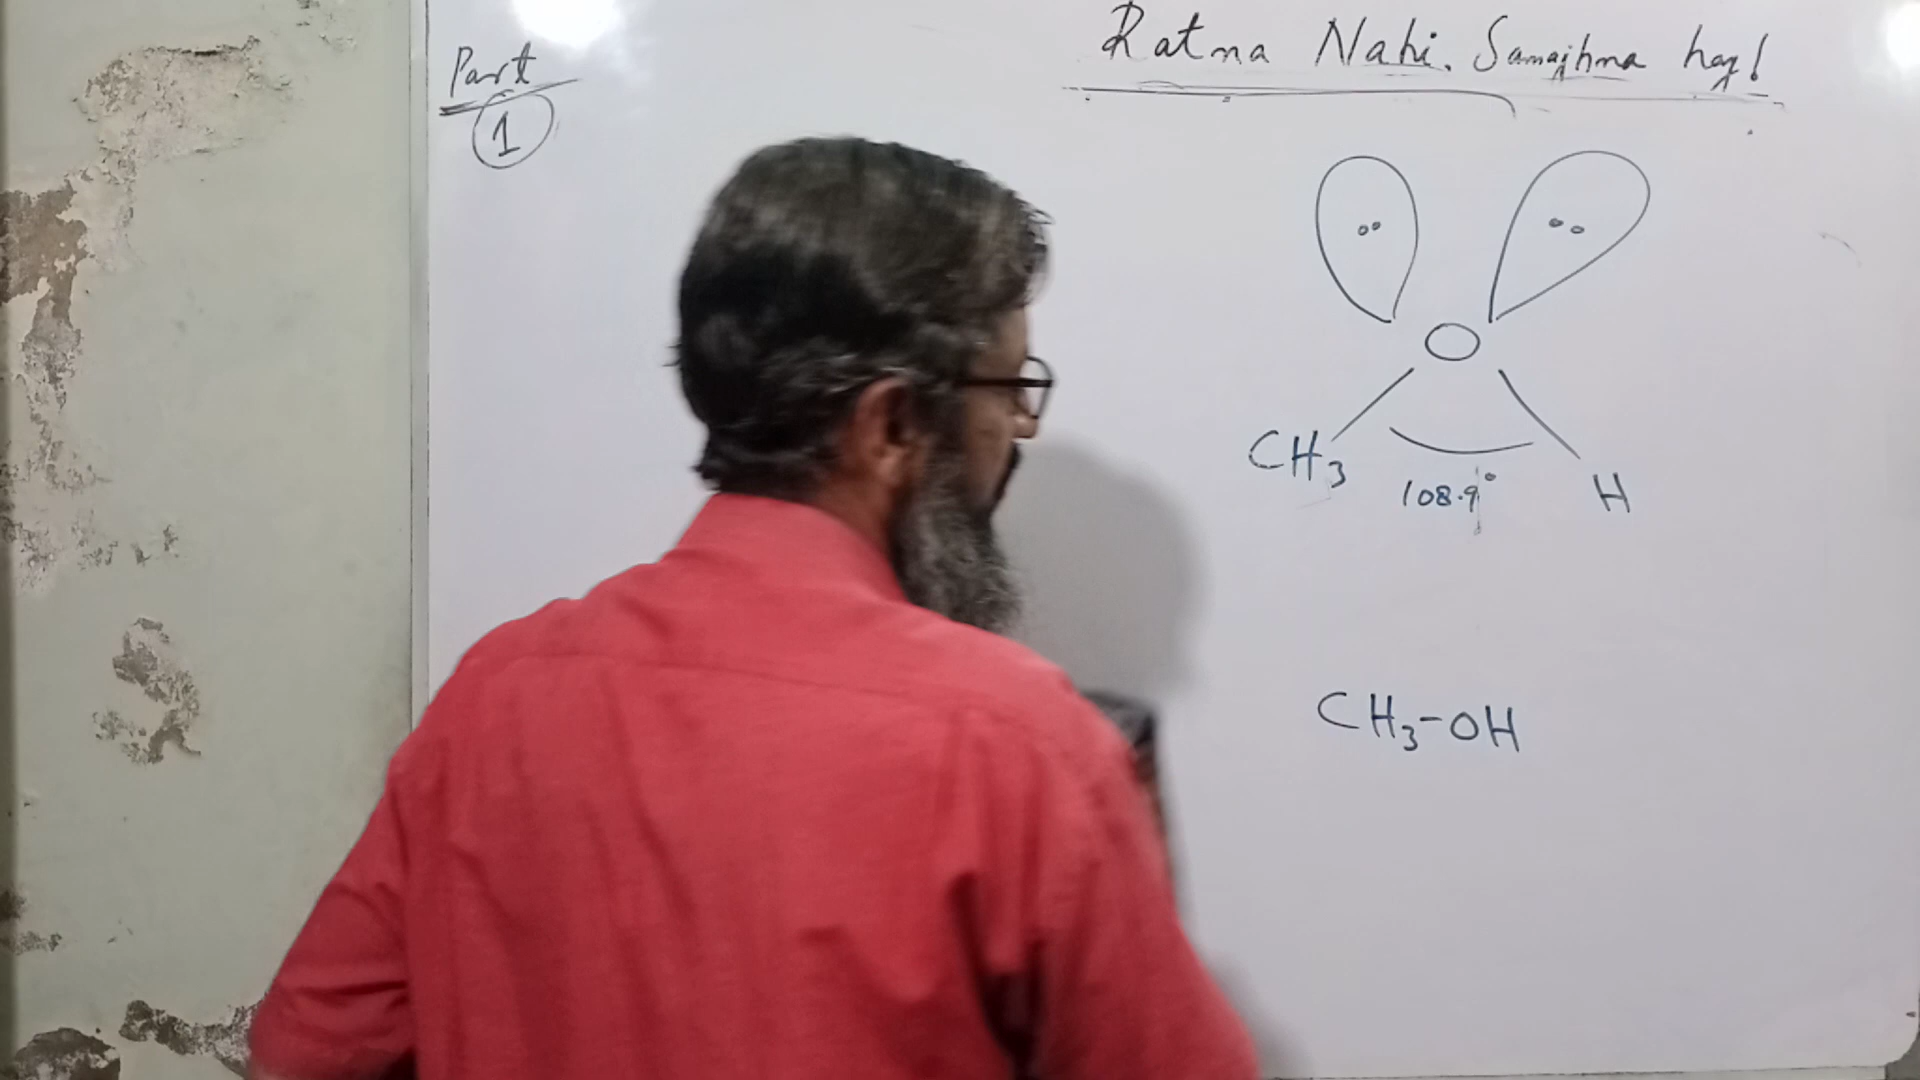 Part
1
Ratna Nahi. Samajhna hay!
O
CH3
108.9°
H
CH3-OH